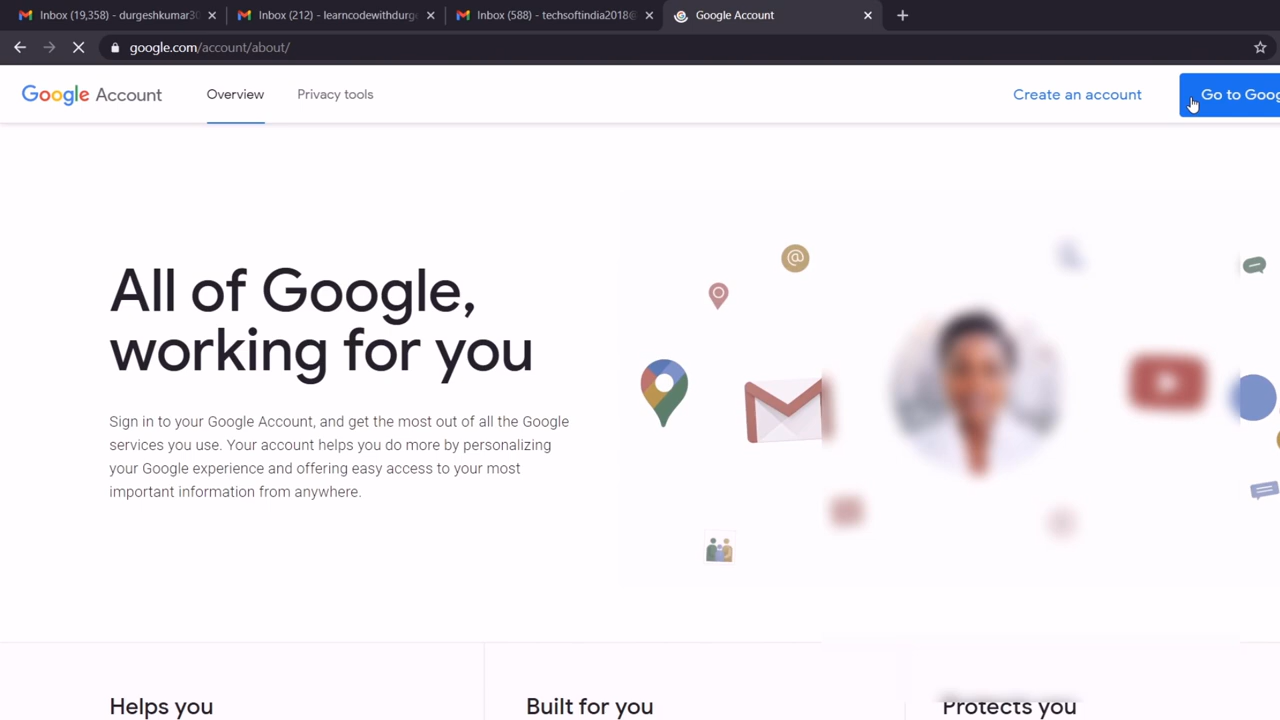 Inbox (19,358) - durgeshkumar30
Inbox (212) - learncodewithdurge
Inbox (588) - techsoftindia2018@
Google Account
google.com/account/about/
Google Account
Overview
Privacy tools
Create an account
Go to Goog
@
All of Google,
working for you
Sign in to your Google Account, and get the most out of all the Google
services you use. Your account helps you do more by personalizing
your Google experience and offering easy access to your most
important information from anywhere.
Helps you
Built for you
Protects you